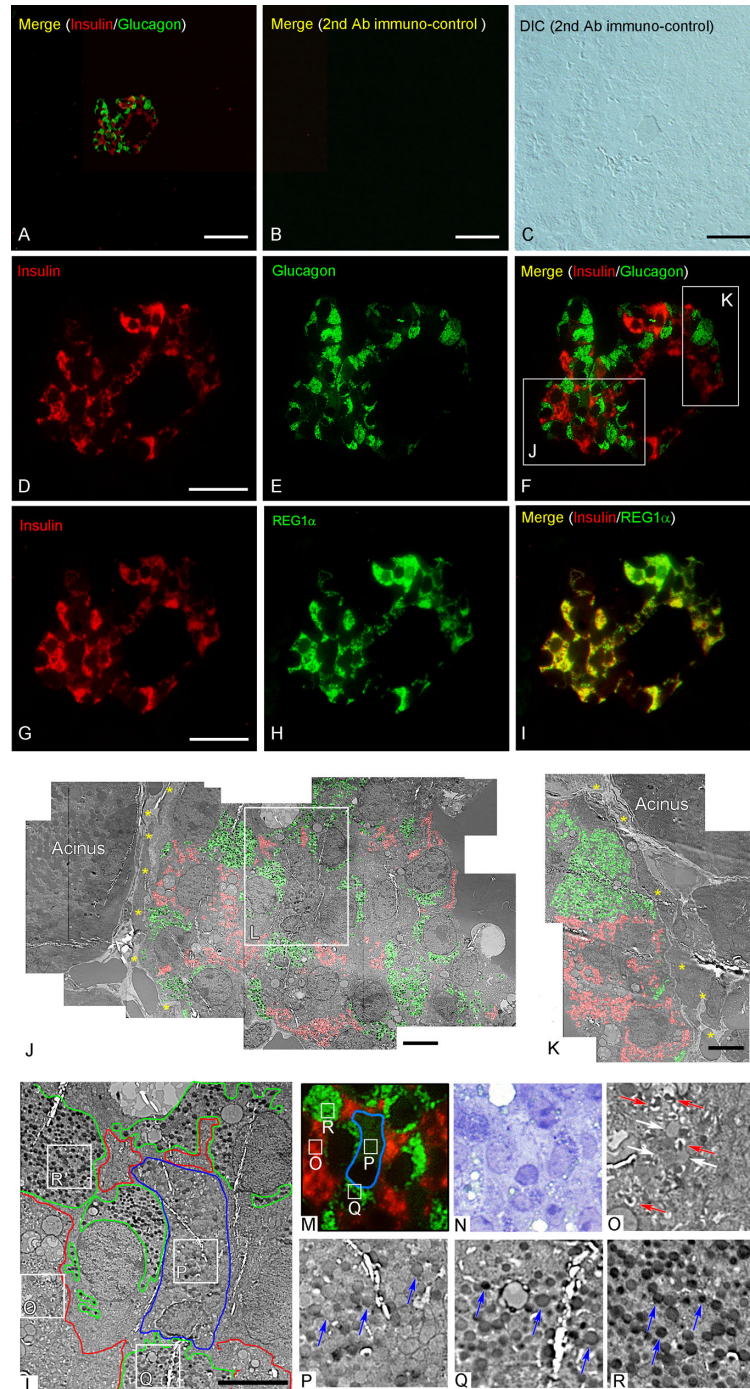 Merge (Insulin/Glucagon)
A
Merge (2nd Ab immuno-control )
B
DIC (2nd Ab immuno-control)
C
Insulin
D
Glucagon
E
Merge (Insulin/Glucagon)
K
J
F
Insulin
G
REG1α
H
Merge (Insulin/REG1α)
I
Acinus
L
J
Acinus
K
R
P
O
Q
L
R
O
P
Q
M
N
O
P
Q
R